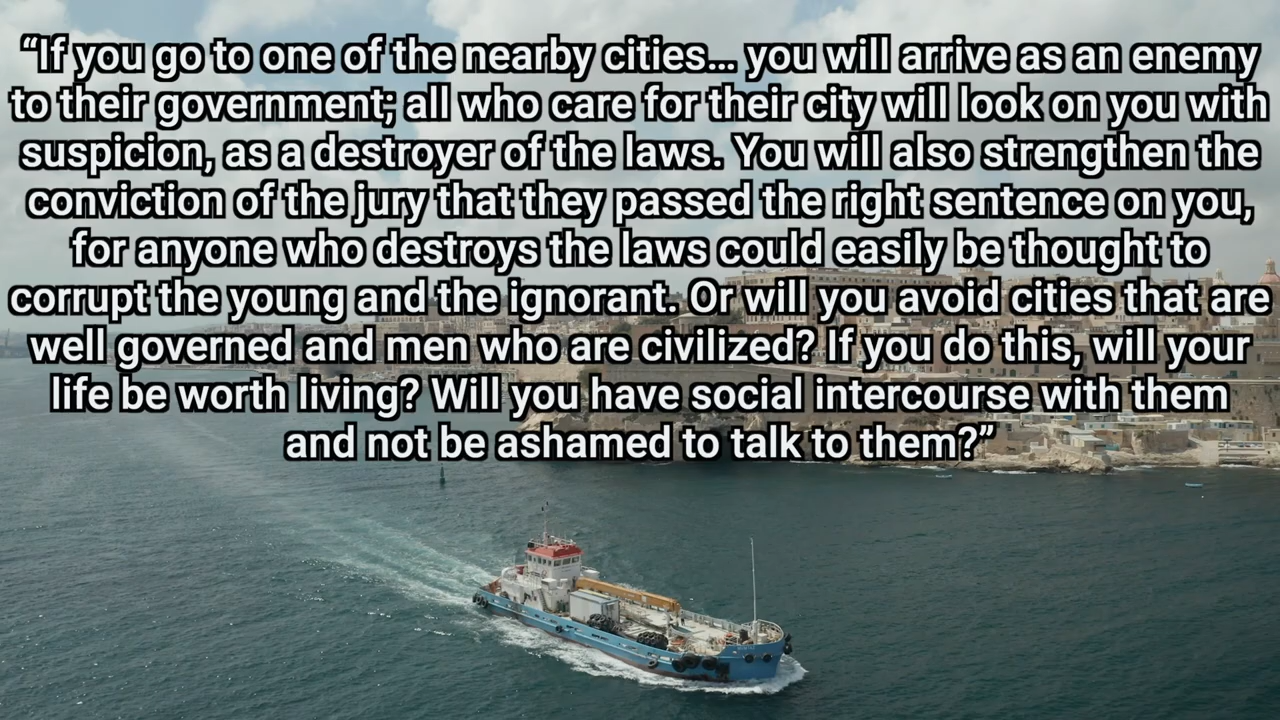 “If you go to one of the nearby cities... you will arrive as an enemy
to their government; all who care for their city will look on you with
suspicion, as a destroyer of the laws. You will also strengthen the
conviction of the jury that they passed the right sentence on you,
for anyone who destroys the laws could easily be thought to
corrupt the young and the ignorant. Or will you avoid cities that are
well governed and men who are civilized? If you do this, will your
life be worth living? Will you have social intercourse with them
and not be ashamed to talk to them?”